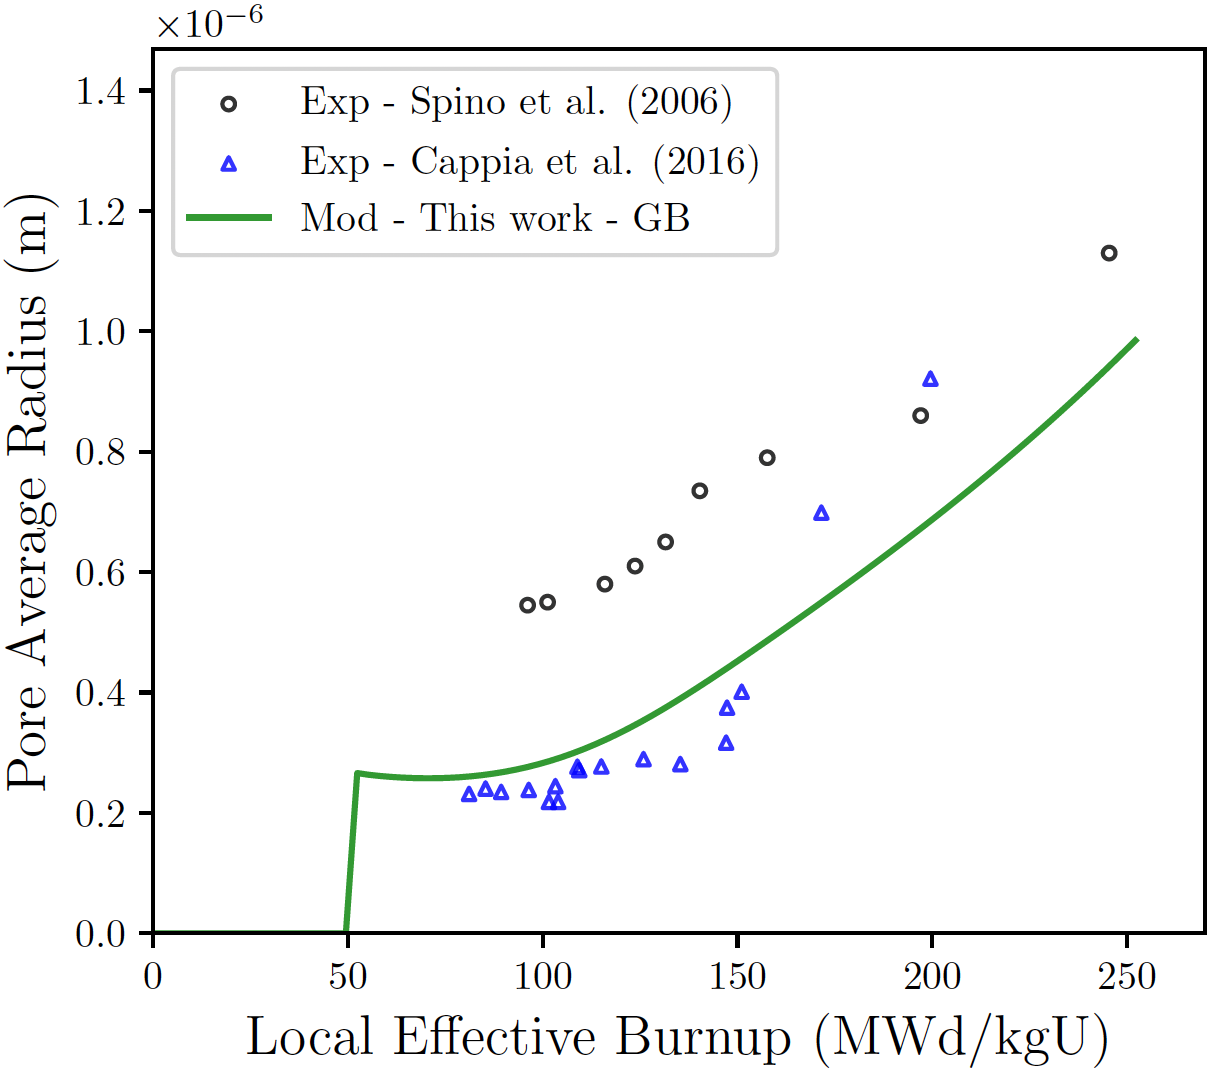 ×10⁻⁶
Exp - Spino et al. (2006)
Exp - Cappia et al. (2016)
Mod - This work - GB
1.4
1.2
1.0
0.8
0.6
0.4
0.2
0.0
Pore Average Radius (m)
0 50 100 150 200 250
Local Effective Burnup (MWd/kgU)